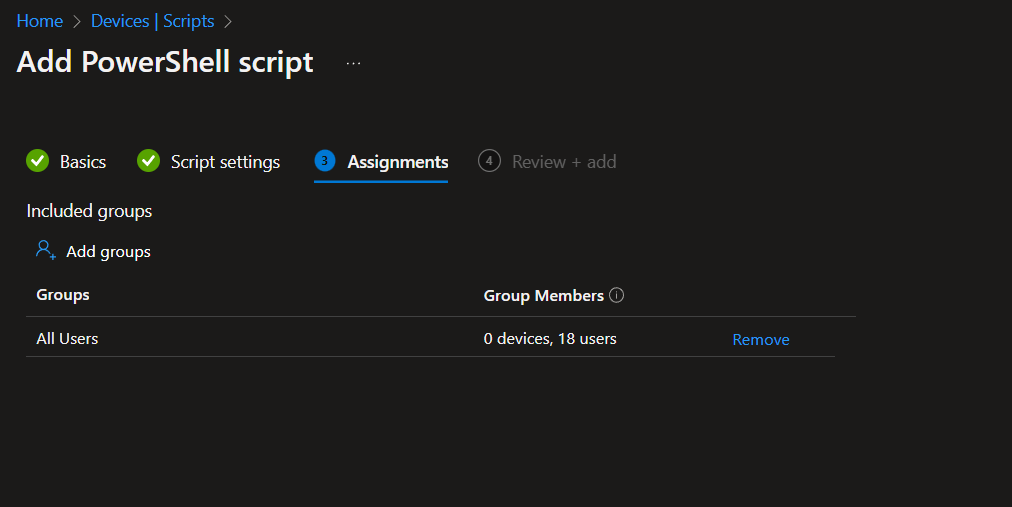 Home > Devices | Scripts >
Add PowerShell script ...
Basics Script settings 3 Assignments 4 Review + add
Included groups
Add groups
Groups Group Members
All Users 0 devices, 18 users Remove